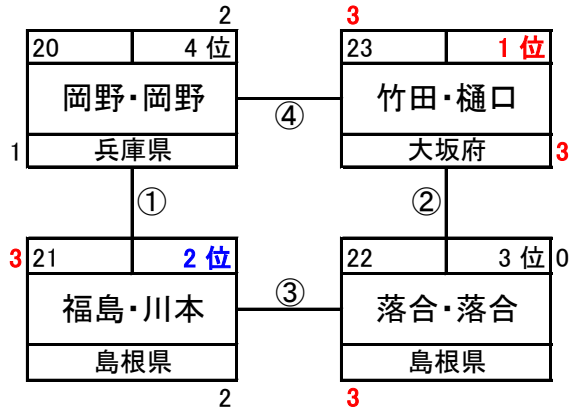 2 3
20 4位 23 1位
岡野・岡野 ④ 竹田・樋口
1 兵庫県 大坂府 3
① ②
3 21 2位 22 3位 0
福島・川本 ③ 落合・落合
島根県 島根県
2 3